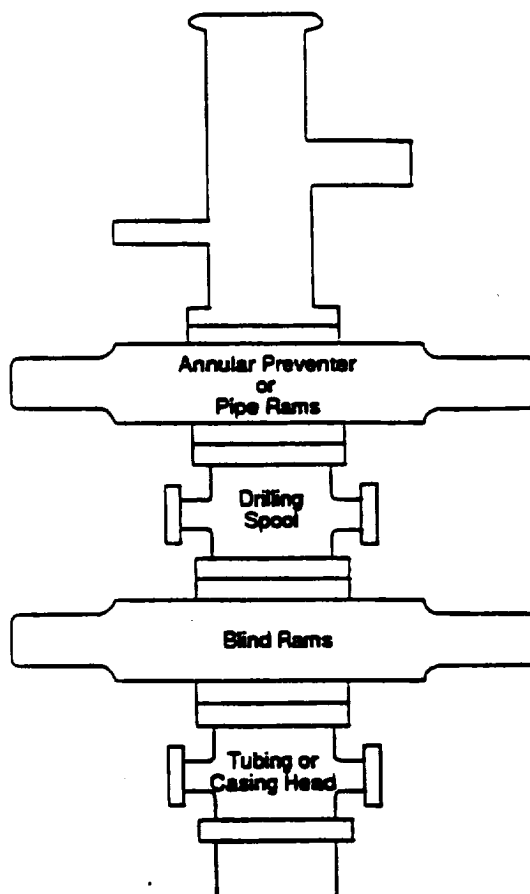 Annular Preventer
or
Pipe Rams
Drilling
Spool
Blind Rams
Tubing or
Casing Head